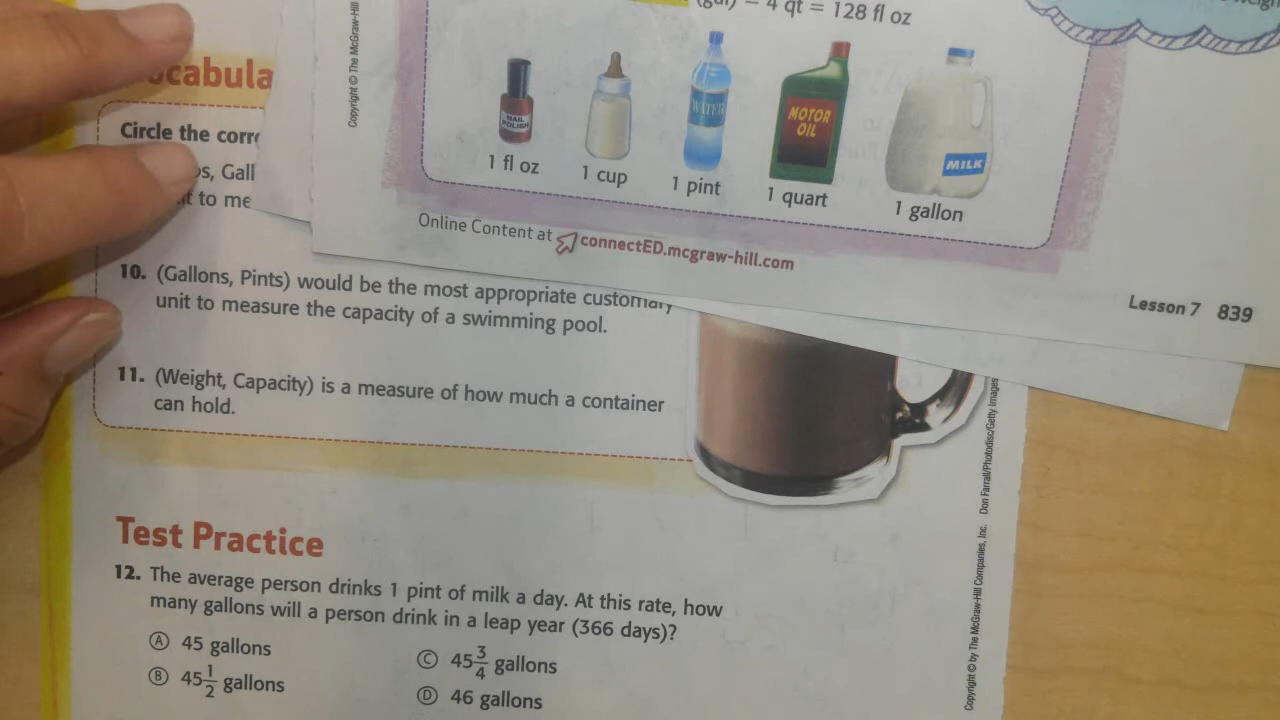 = 4 qt = 128 fl oz
Copyright © The McGraw-Hill
NAIL
POLISH
WATER
MOTOR
OIL
MILK
1 fl oz
1 cup
1 pint
1 quart
1 gallon
Online Content at connectED.mcgraw-hill.com
Lesson 7 839
Circle the
Gall
to me
10. (Gallons, Pints) would be the most appropriate customary
unit to measure the capacity of a swimming pool.
11. (Weight, Capacity) is a measure of how much a container
can hold.
Test Practice
12. The average person drinks 1 pint of milk a day. At this rate, how
many gallons will a person drink in a leap year (366 days)?
Ⓐ 45 gallons
Ⓑ 45 1/2 gallons
Ⓒ 45 3/4 gallons
Ⓓ 46 gallons
Copyright © by The McGraw-Hill Companies, Inc. Don Farrall/Photodisc/Getty Images